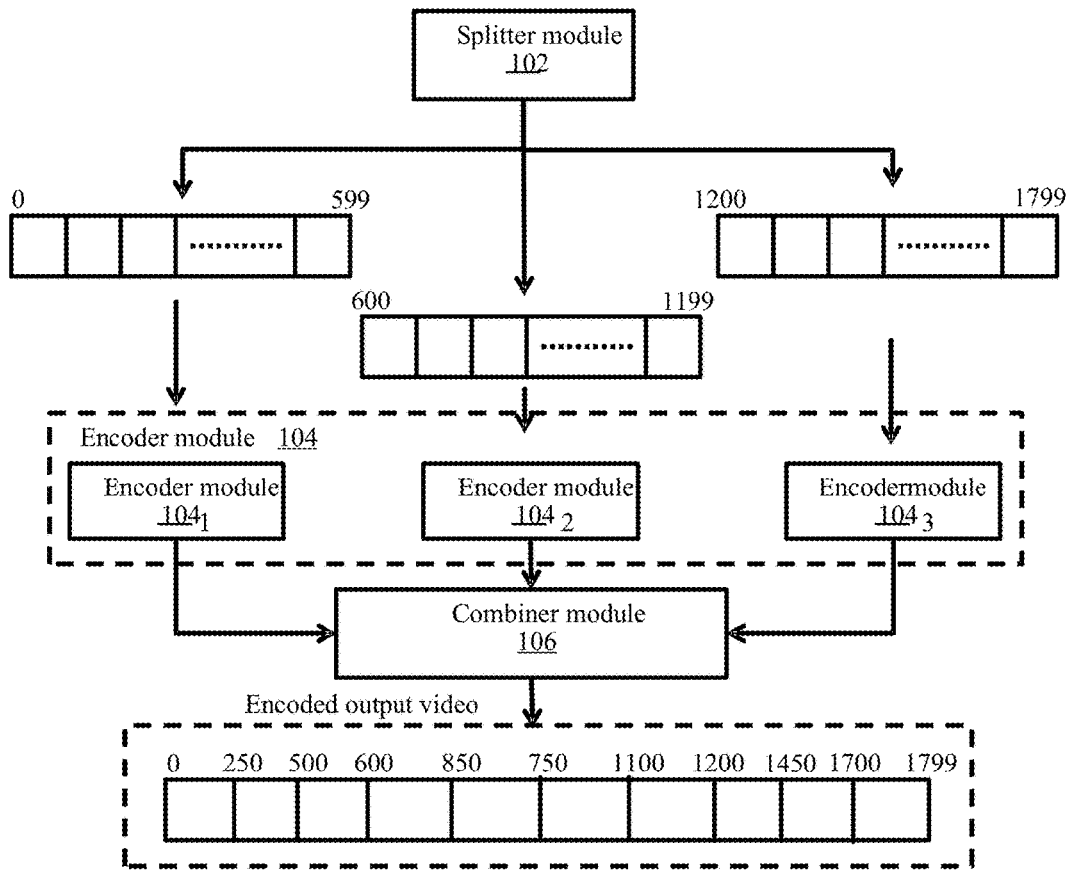 Splitter module
102
0 599
1200 1799
600 1199
Encoder module 104
Encoder module
104 1
Encoder module
104 2
Encodermodule
104 3
Combiner module
106
Encoded output video
0 250 500 600 850 750 1100 1200 1450 1700 1799